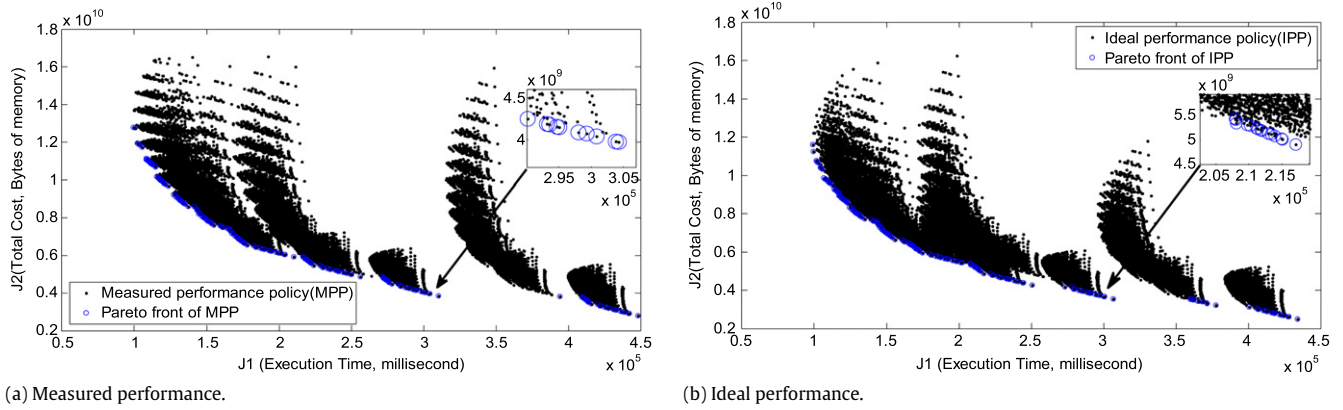 x 10^10
1.8
1.6
1.4
1.2
1
0.8
0.6
0.4
0.2
J2(Total Cost, Bytes of memory)
x 10^9
4.5
4
2.95 3 3.05
x 10^5
Measured performance policy(MPP)
Pareto front of MPP
0.5 1 1.5 2 2.5 3 3.5 4 4.5
J1 (Execution Time, millisecond)
x 10^5
(a) Measured performance.
x 10^10
1.8
1.6
1.4
1.2
1
0.8
0.6
0.4
0.2
J2(Total Cost, Bytes of memory)
Ideal performance policy(IPP)
Pareto front of IPP
x 10^9
5.5
5
4.5
2.05 2.1 2.15
x 10^5
0.5 1 1.5 2 2.5 3 3.5 4 4.5
J1 (Execution Time, millisecond)
x 10^5
(b) Ideal performance.